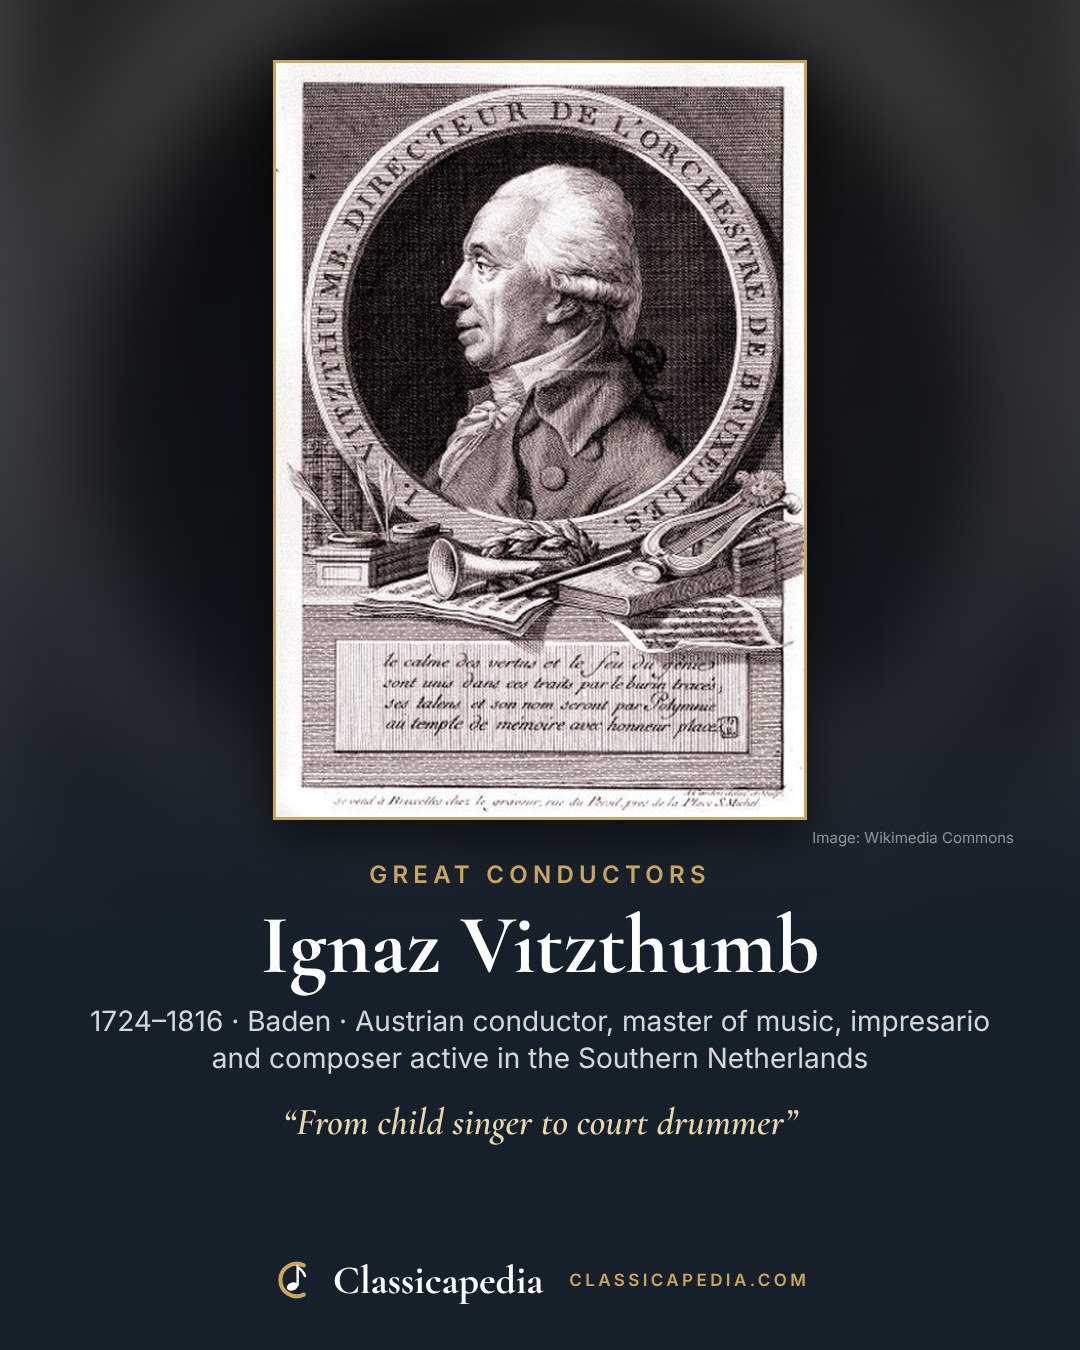 I. VITZTHUMB. DIRECTEUR DE L'ORCHESTRE DE BRUXELLES.
le calme des vertus et le feu du génie
sont unis dans ces traits par le burin tracés,
ses talens et son nom seront par Polymnie
au temple de mémoire avec honneur placés
se vend à Bruxelles chez le graveur, rue du Persil, près de la Place S. Michel.
Image: Wikimedia Commons
GREAT CONDUCTORS
Ignaz Vitzthumb
1724–1816 · Baden · Austrian conductor, master of music, impresario
and composer active in the Southern Netherlands
“From child singer to court drummer”
Classicapedia CLASSICAPEDIA.COM